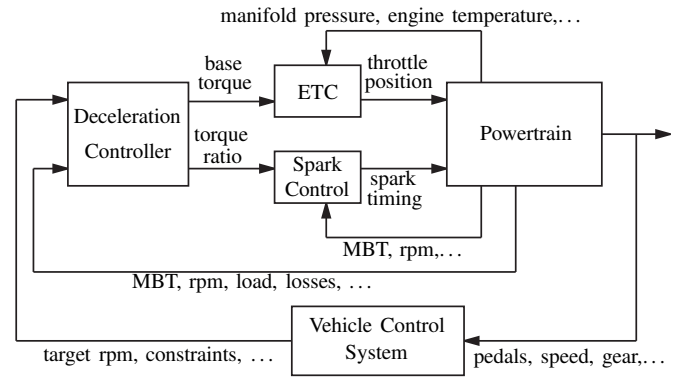 manifold pressure, engine temperature,...
base
torque
ETC
throttle
position
Deceleration
Controller
Powertrain
torque
ratio
Spark
Control
spark
timing
MBT, rpm,...
MBT, rpm, load, losses, ...
Vehicle Control
System
target rpm, constraints, ...
pedals, speed, gear,...